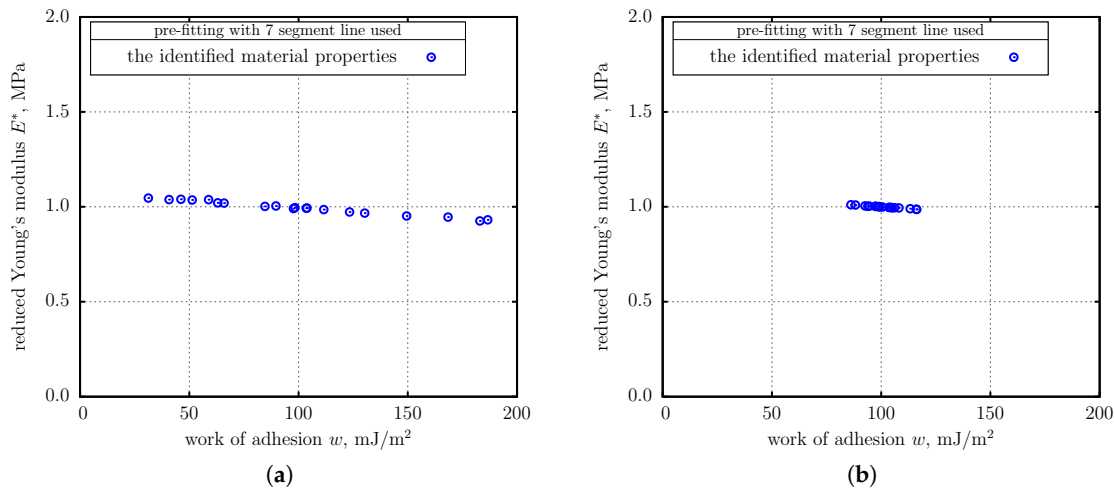 pre-fitting with 7 segment line used
the identified material properties
reduced Young's modulus E*, MPa
2.0
1.5
1.0
0.5
0.0
0 50 100 150 200
work of adhesion w, mJ/m²
(a)
pre-fitting with 7 segment line used
the identified material properties
reduced Young's modulus E*, MPa
2.0
1.5
1.0
0.5
0.0
0 50 100 150 200
work of adhesion w, mJ/m²
(b)